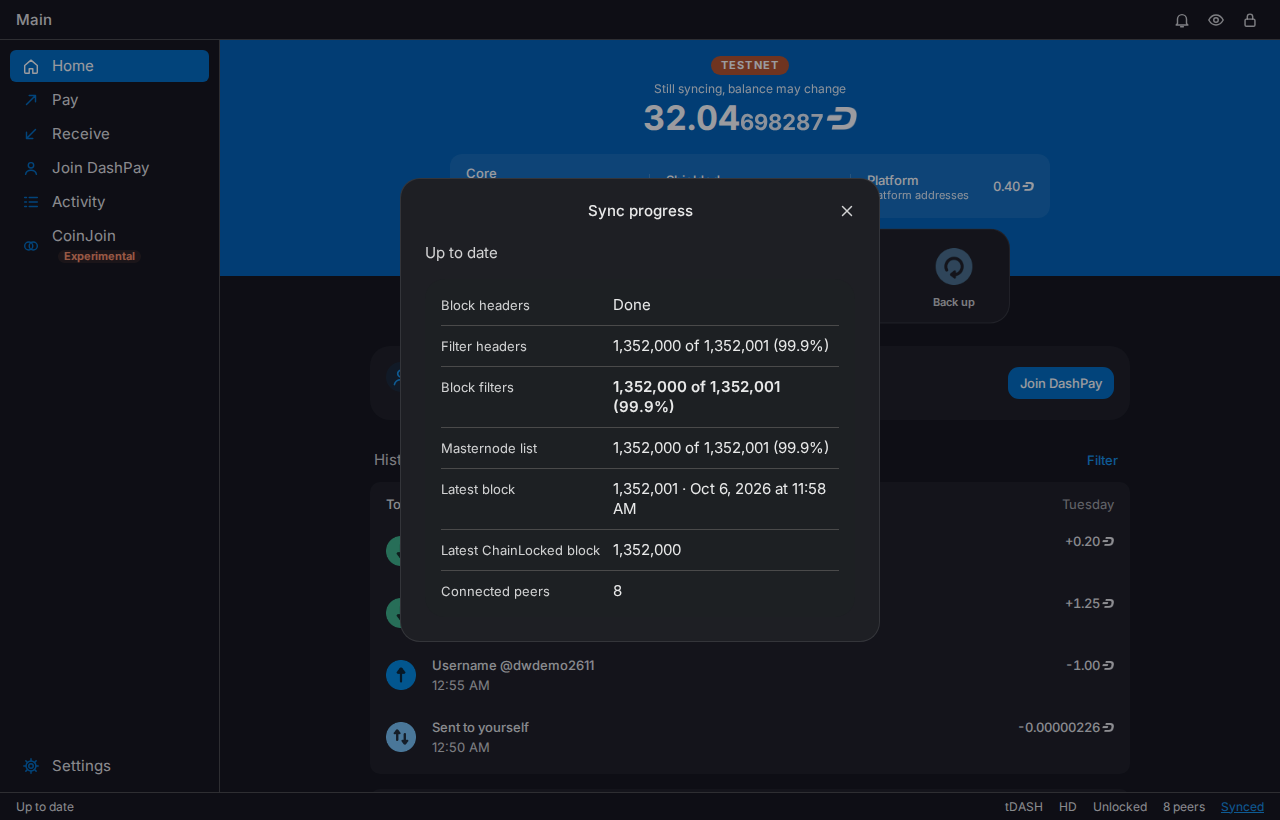 Main
Home
Pay
Receive
Join DashPay
Activity
CoinJoin
Experimental
Settings
TESTNET
Still syncing, balance may change
32.04698287
Core
Platform
addresses
0.40
Back up
Join DashPay
Filter
Tuesday
+0.20
+1.25
Username @dwdemo2611
-1.00
12:55 AM
Sent to yourself
-0.00000226
12:50 AM
Sync progress
Up to date
Block headers Done
Filter headers 1,352,000 of 1,352,001 (99.9%)
Block filters 1,352,000 of 1,352,001
(99.9%)
Masternode list 1,352,000 of 1,352,001 (99.9%)
Latest block 1,352,001 · Oct 6, 2026 at 11:58
AM
Latest ChainLocked block 1,352,000
Connected peers 8
Up to date
tDASH HD Unlocked 8 peers Synced